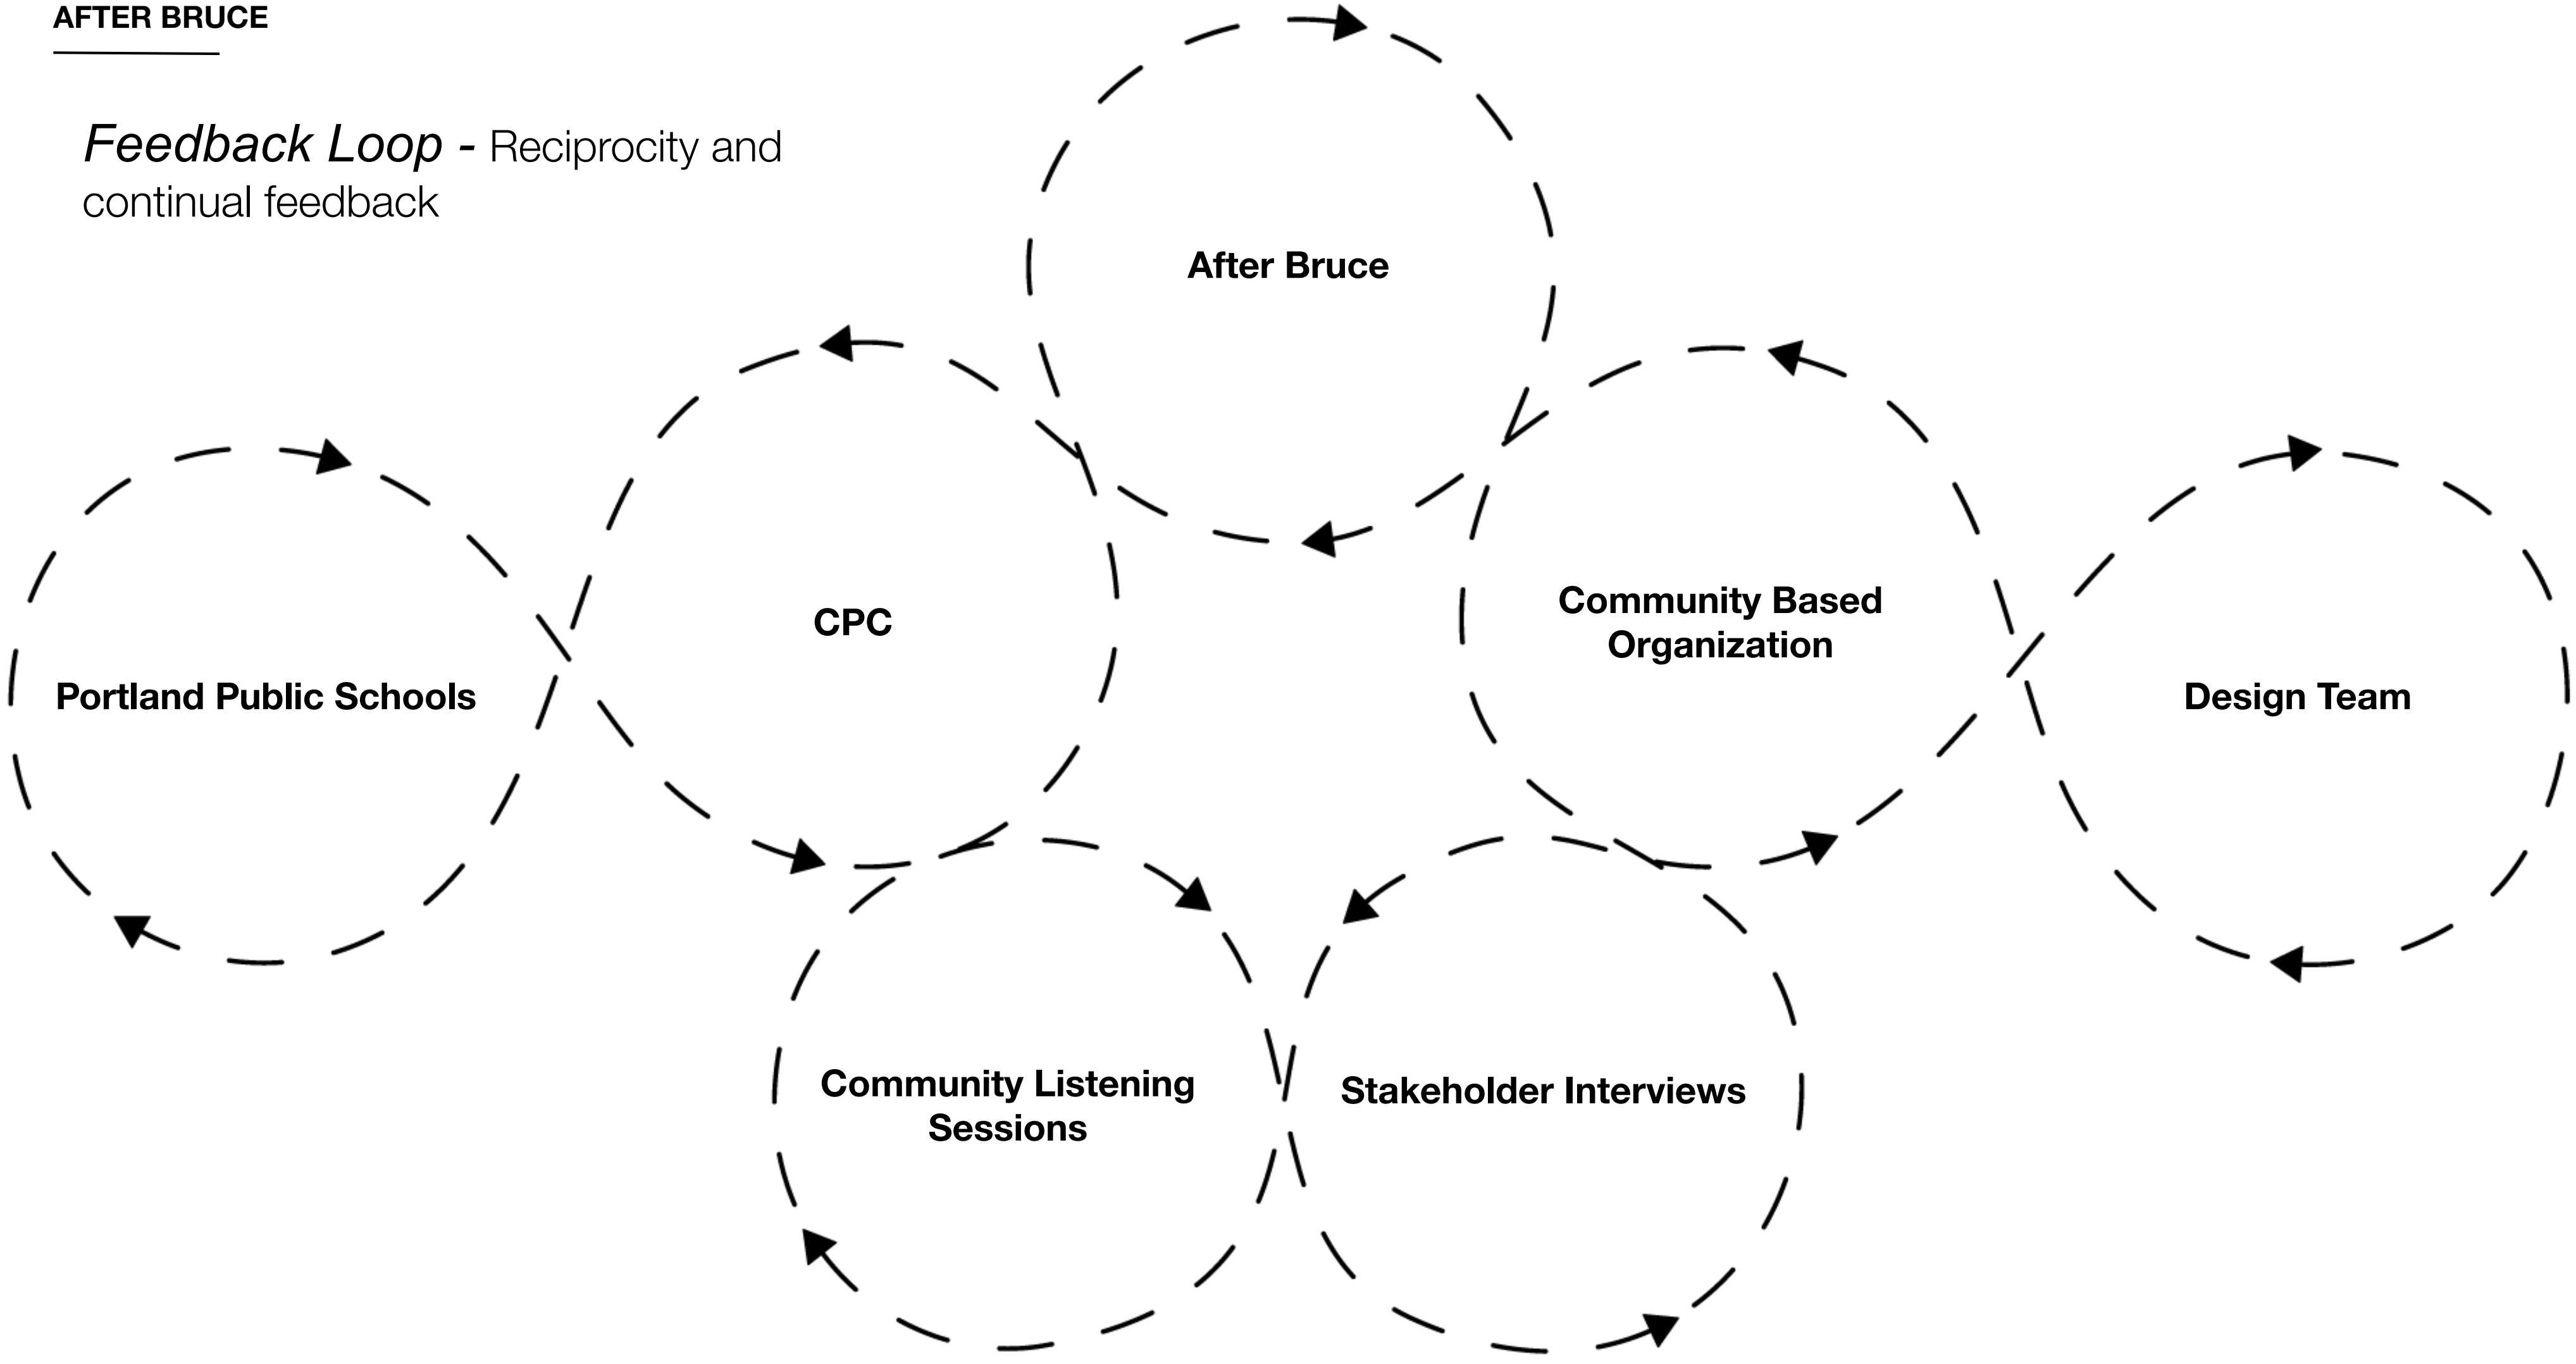 AFTER BRUCE
Feedback Loop - Reciprocity and
continual feedback
After Bruce
CPC
Community Based
Organization
Portland Public Schools
Design Team
Community Listening
Sessions
Stakeholder Interviews